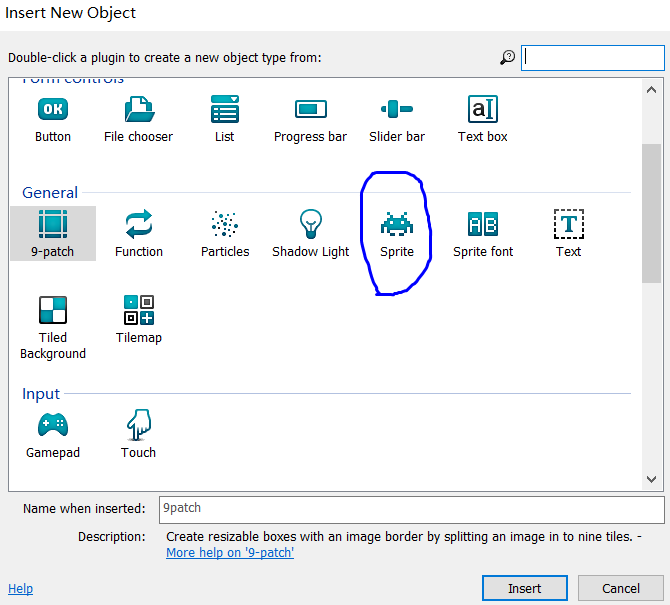 Insert New Object
Double-click a plugin to create a new object type from:
Form controls
Button File chooser List Progress bar Slider bar Text box
General
9-patch Function Particles Shadow Light Sprite Sprite font Text
Tiled Background Tilemap
Input
Gamepad Touch
Name when inserted: 9patch
Description: Create resizable boxes with an image border by splitting an image in to nine tiles. -
More help on '9-patch'
Help Insert Cancel